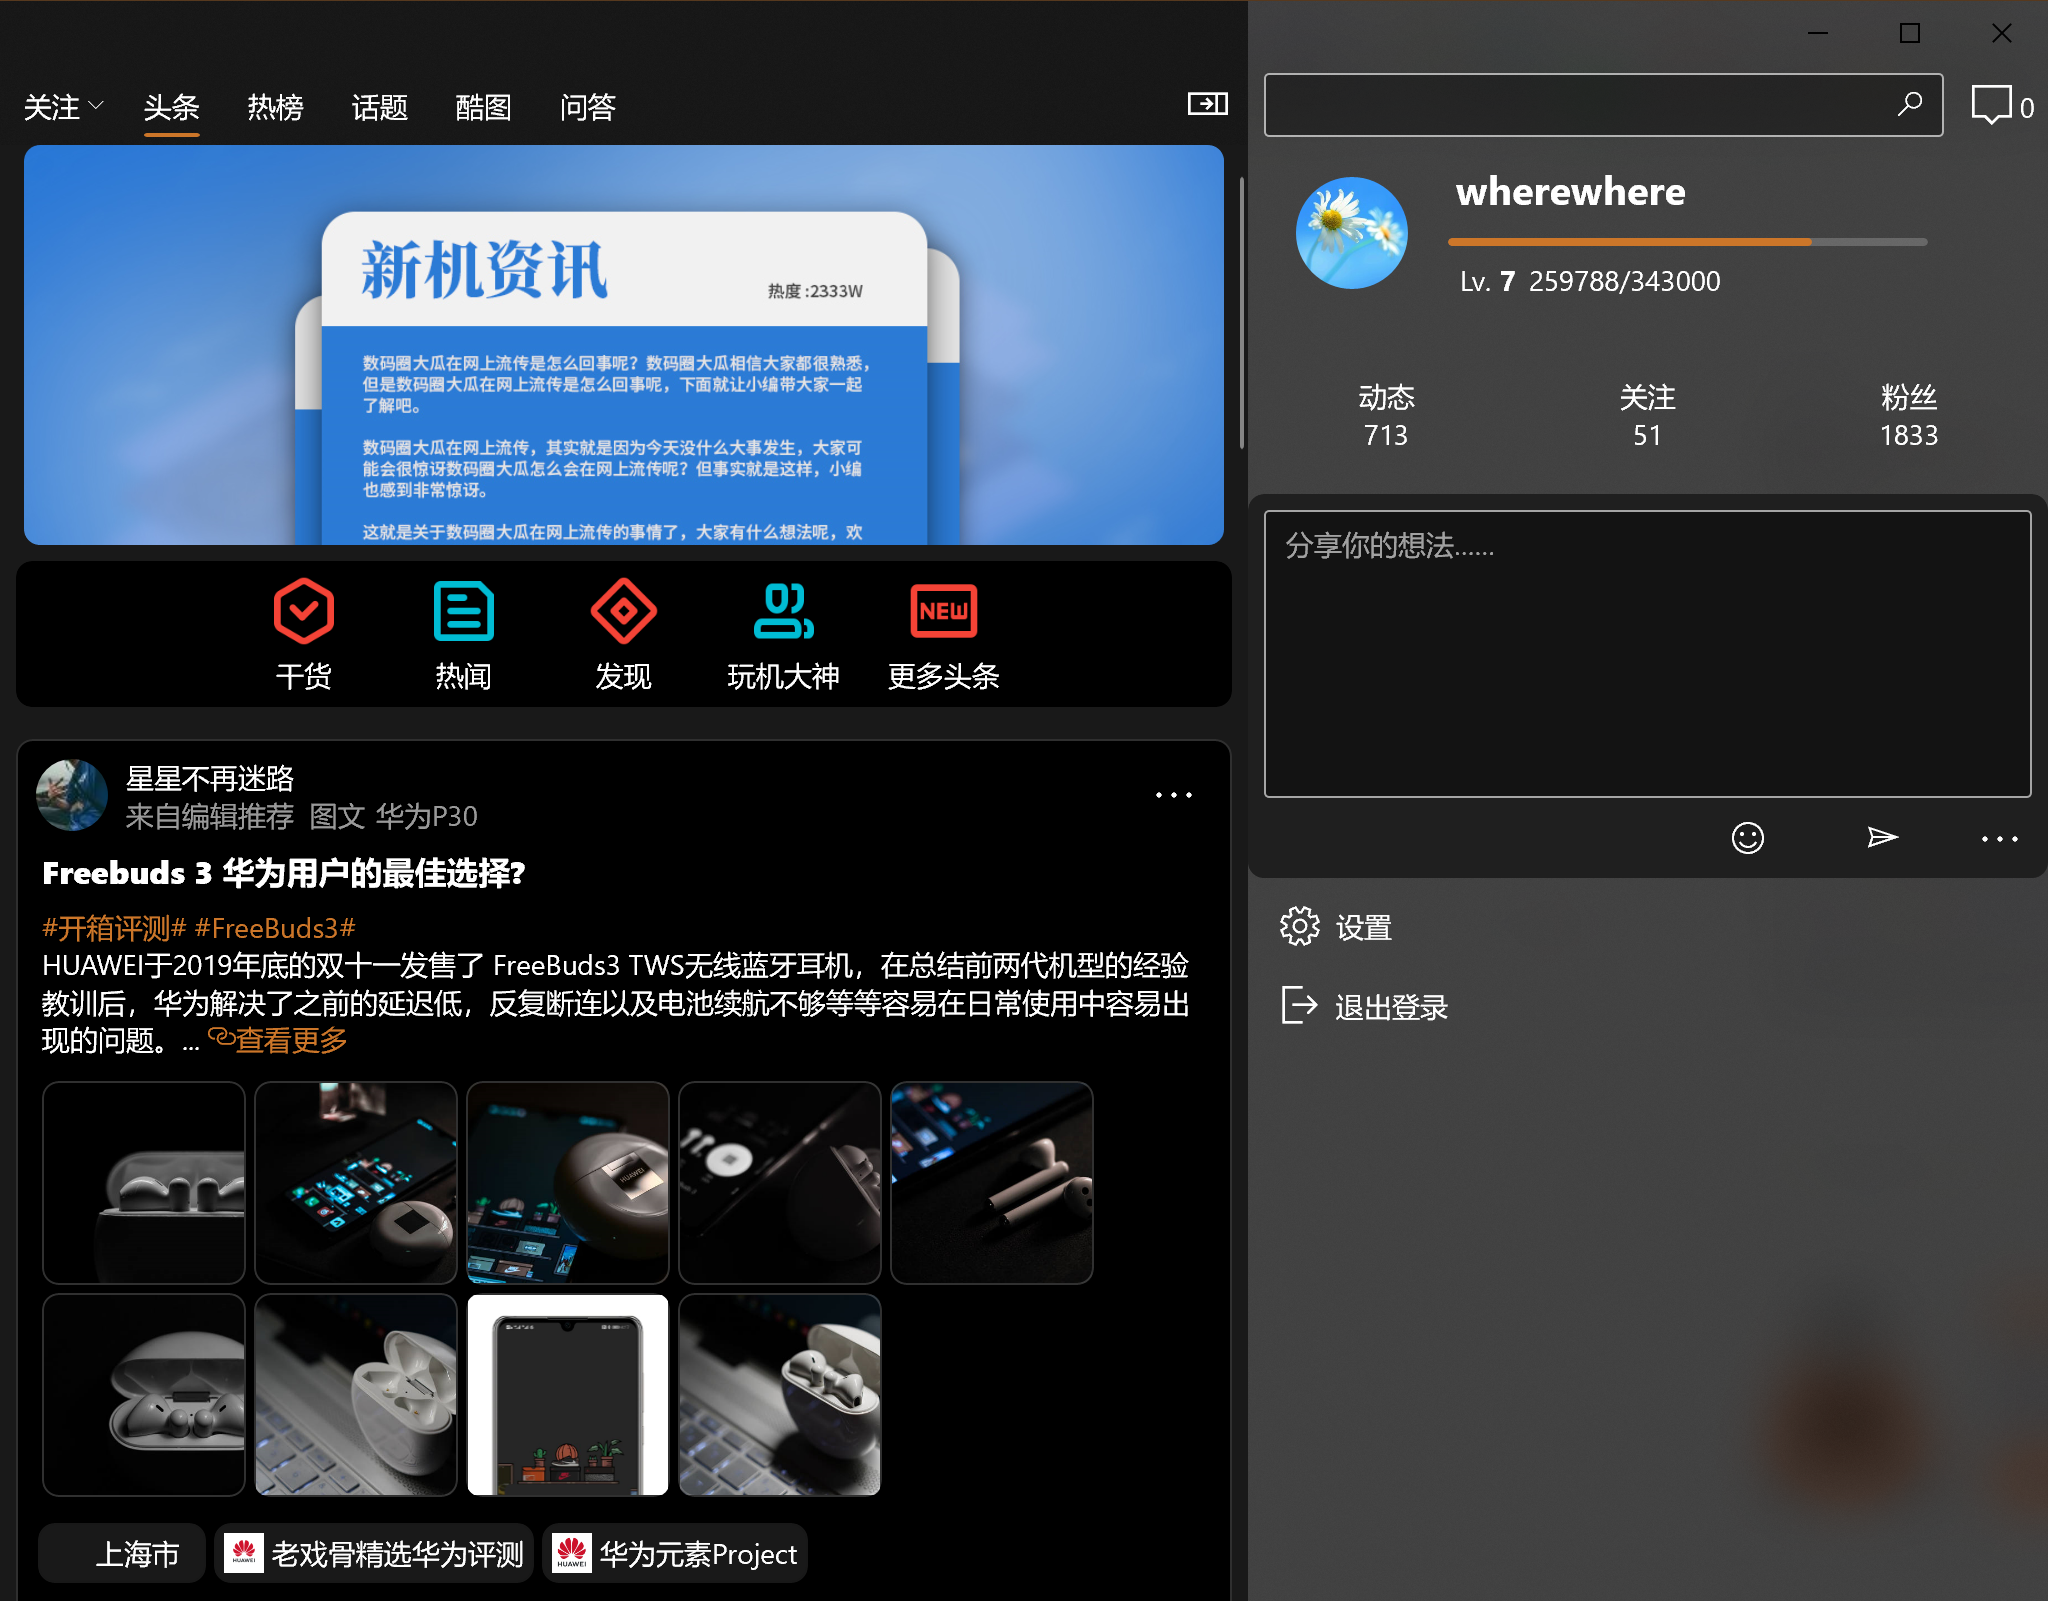 关注 头条 热榜 话题 酷图 问答
0
新机资讯
热度 :2333W
数码圈大瓜在网上流传是怎么回事呢？数码圈大瓜相信大家都很熟悉，
但是数码圈大瓜在网上流传是怎么回事呢，下面就让小编带大家一起
了解吧。
数码圈大瓜在网上流传，其实就是因为今天没什么大事发生，大家可
能会很惊讶数码圈大瓜怎么会在网上流传呢？但事实就是这样，小编
也感到非常惊讶。
这就是关于数码圈大瓜在网上流传的事情了，大家有什么想法呢，欢
NEW
干货 热闻 发现 玩机大神 更多头条
星星不再迷路
来自编辑推荐 图文 华为P30
Freebuds 3 华为用户的最佳选择?
#开箱评测# #FreeBuds3#
HUAWEI于2019年底的双十一发售了 FreeBuds3 TWS无线蓝牙耳机，在总结前两代机型的经验
教训后，华为解决了之前的延迟低，反复断连以及电池续航不够等等容易在日常使用中容易出
现的问题。... 查看更多
HUAWEI
上海市
HUAWEI
老戏骨精选华为评测
HUAWEI
华为元素Project
wherewhere
Lv. 7 259788/343000
动态 关注 粉丝
713 51 1833
分享你的想法......
设置
退出登录